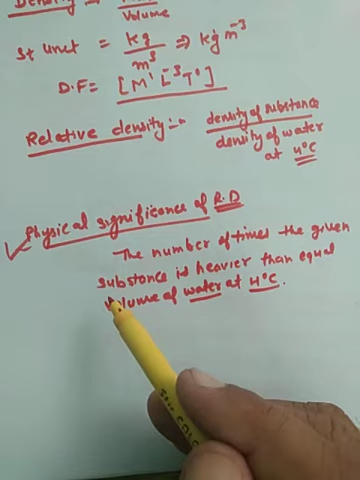 Density =
Volume
SI Unit = kg/m³ ⇒ kg m⁻³
D.F = [M¹ L⁻³ T⁰]
Relative density :- density of substance
density of water
at 4°C
Physical significance of R.D
The number of times the given
substance is heavier than equal
volume of water at 4°C.